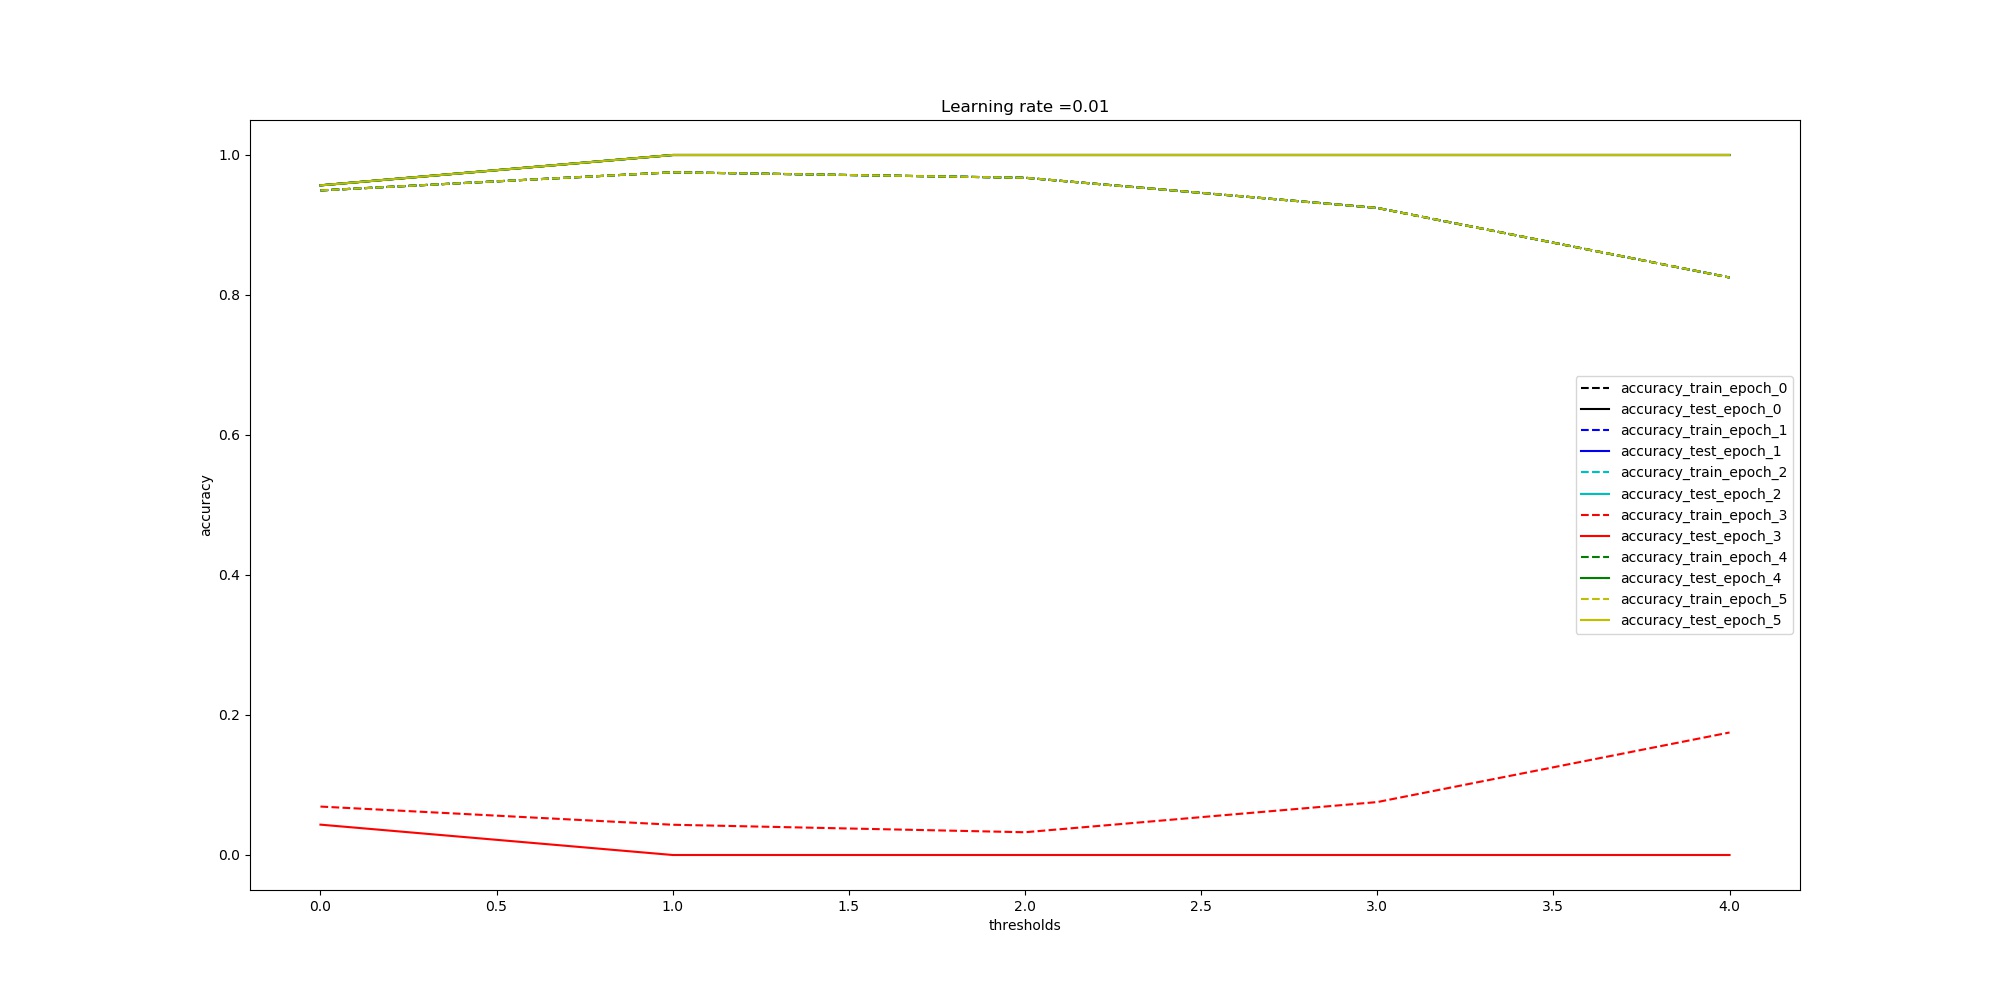 Learning rate =0.01
1.0
0.8
0.6
0.4
0.2
0.0
accuracy
accuracy_train_epoch_0
accuracy_test_epoch_0
accuracy_train_epoch_1
accuracy_test_epoch_1
accuracy_train_epoch_2
accuracy_test_epoch_2
accuracy_train_epoch_3
accuracy_test_epoch_3
accuracy_train_epoch_4
accuracy_test_epoch_4
accuracy_train_epoch_5
accuracy_test_epoch_5
0.0 0.5 1.0 1.5 2.0 2.5 3.0 3.5 4.0
thresholds